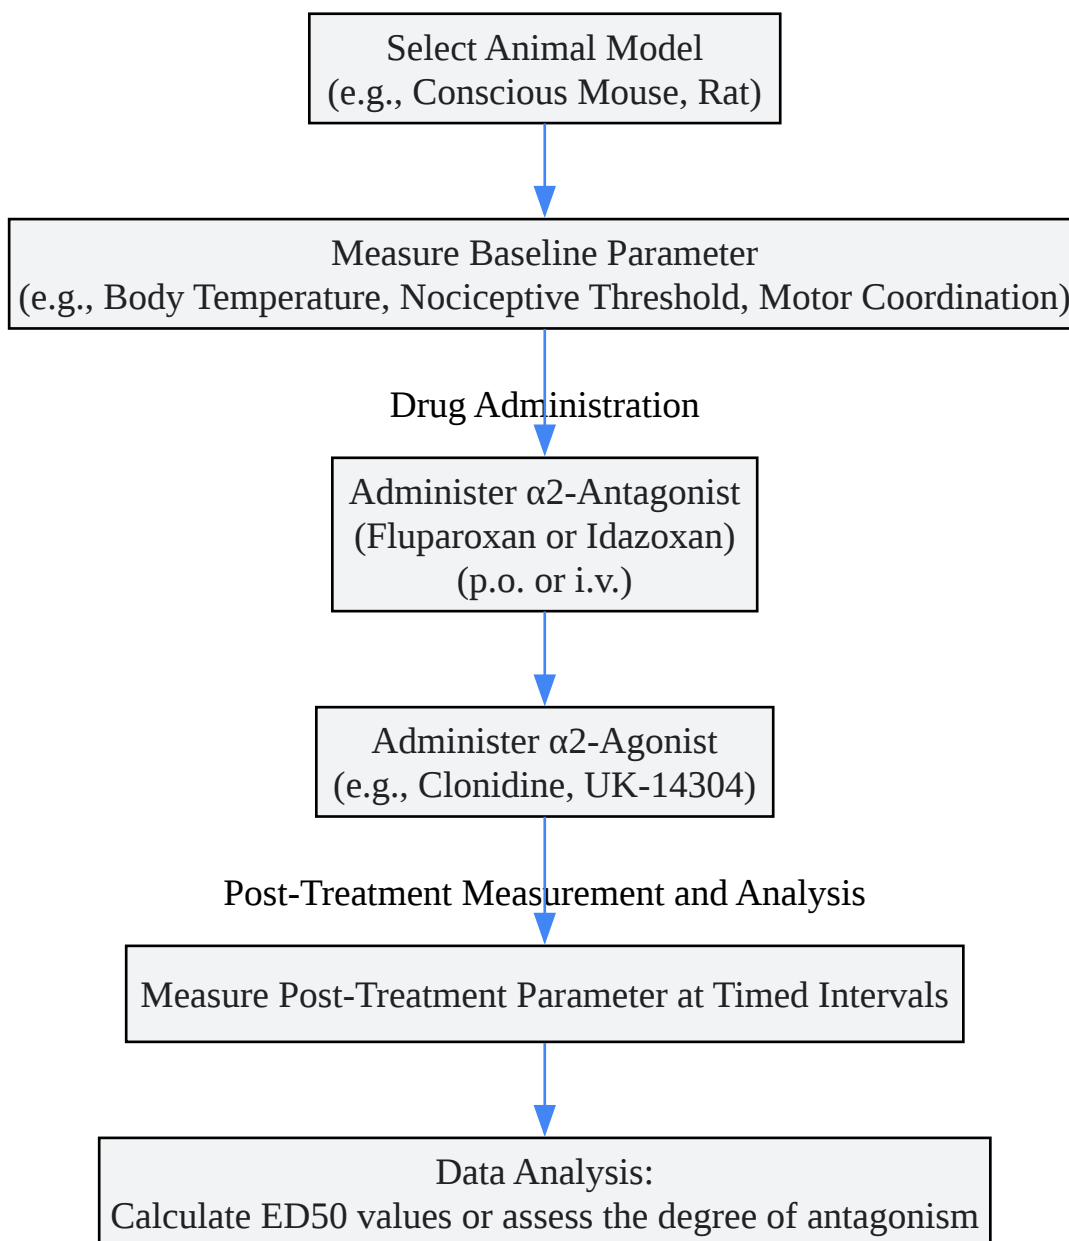 Select Animal Model
(e.g., Conscious Mouse, Rat)
Measure Baseline Parameter
(e.g., Body Temperature, Nociceptive Threshold, Motor Coordination)
Drug Administration
Administer α2-Antagonist
(Fluparoxan or Idazoxan)
(p.o. or i.v.)
Administer α2-Agonist
(e.g., Clonidine, UK-14304)
Post-Treatment Measurement and Analysis
Measure Post-Treatment Parameter at Timed Intervals
Data Analysis:
Calculate ED50 values or assess the degree of antagonism